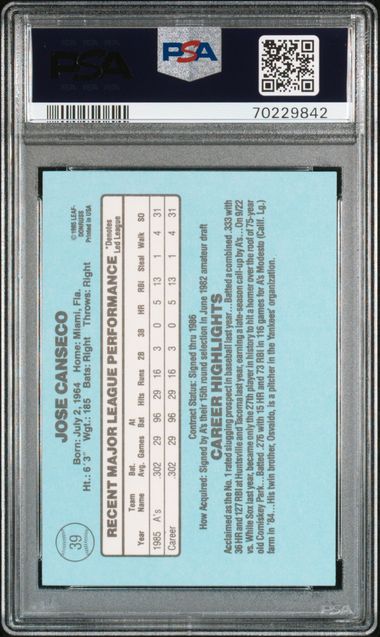 PSA
PSA
70229842
39
© 1985 LEAF-
DONRUSS
Printed in USA
JOSE CANSECO
Born: July 2, 1964 Home: Miami, Fla.
Ht.: 6'3" Wgt.: 185 Bats: Right Throws: Right
RECENT MAJOR LEAGUE PERFORMANCE
*Denotes
Led League
Year Team Name Bat. Avg. Games At Bat Hits Runs 2B 3B HR RBI Steal Walk SO
1985 A's .302 29 96 29 16 3 0 5 13 1 4 31
Career .302 29 96 29 16 3 0 5 13 1 4 31
Contract Status: Signed thru 1986
How Acquired: Signed by A's their 15th round selection in June 1982 amateur draft
CAREER HIGHLIGHTS
Acclaimed as the No. 1 rated slugging prospect in baseball last year...Batted a combined .333 with
36 HR and 127 RBI at Huntsville and Tacoma last year, earning a late-season call-up by A's...On 9/22
vs. White Sox last year, became only the 27th player in history to hit a homer over the roof of 75-year
old Comiskey Park...Batted .276 with 15 HR and 73 RBI in 116 games for A's Modesto (Calif. Lg.)
farm in '84...His twin brother, Osvaldo, is a pitcher in the Yankees' organization.
PSA